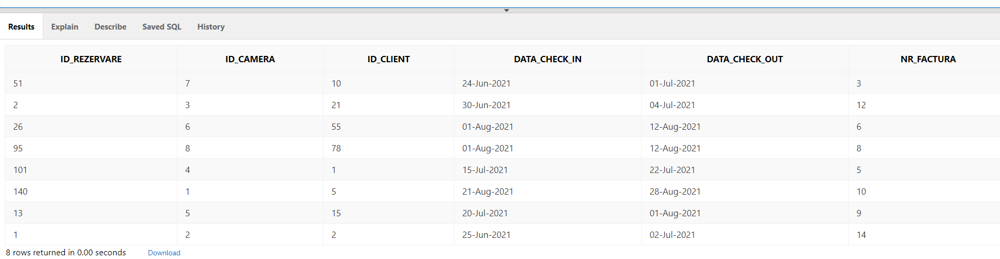 Results Explain Describe Saved SQL History
ID_REZERVARE ID_CAMERA ID_CLIENT DATA_CHECK_IN DATA_CHECK_OUT NR_FACTURA
51 7 10 24-Jun-2021 01-Jul-2021 3
2 3 21 30-Jun-2021 04-Jul-2021 12
26 6 55 01-Aug-2021 12-Aug-2021 6
95 8 78 01-Aug-2021 12-Aug-2021 8
101 4 1 15-Jul-2021 22-Jul-2021 5
140 1 5 21-Aug-2021 28-Aug-2021 10
13 5 15 20-Jul-2021 01-Aug-2021 9
1 2 2 25-Jun-2021 02-Jul-2021 14
8 rows returned in 0.00 seconds Download